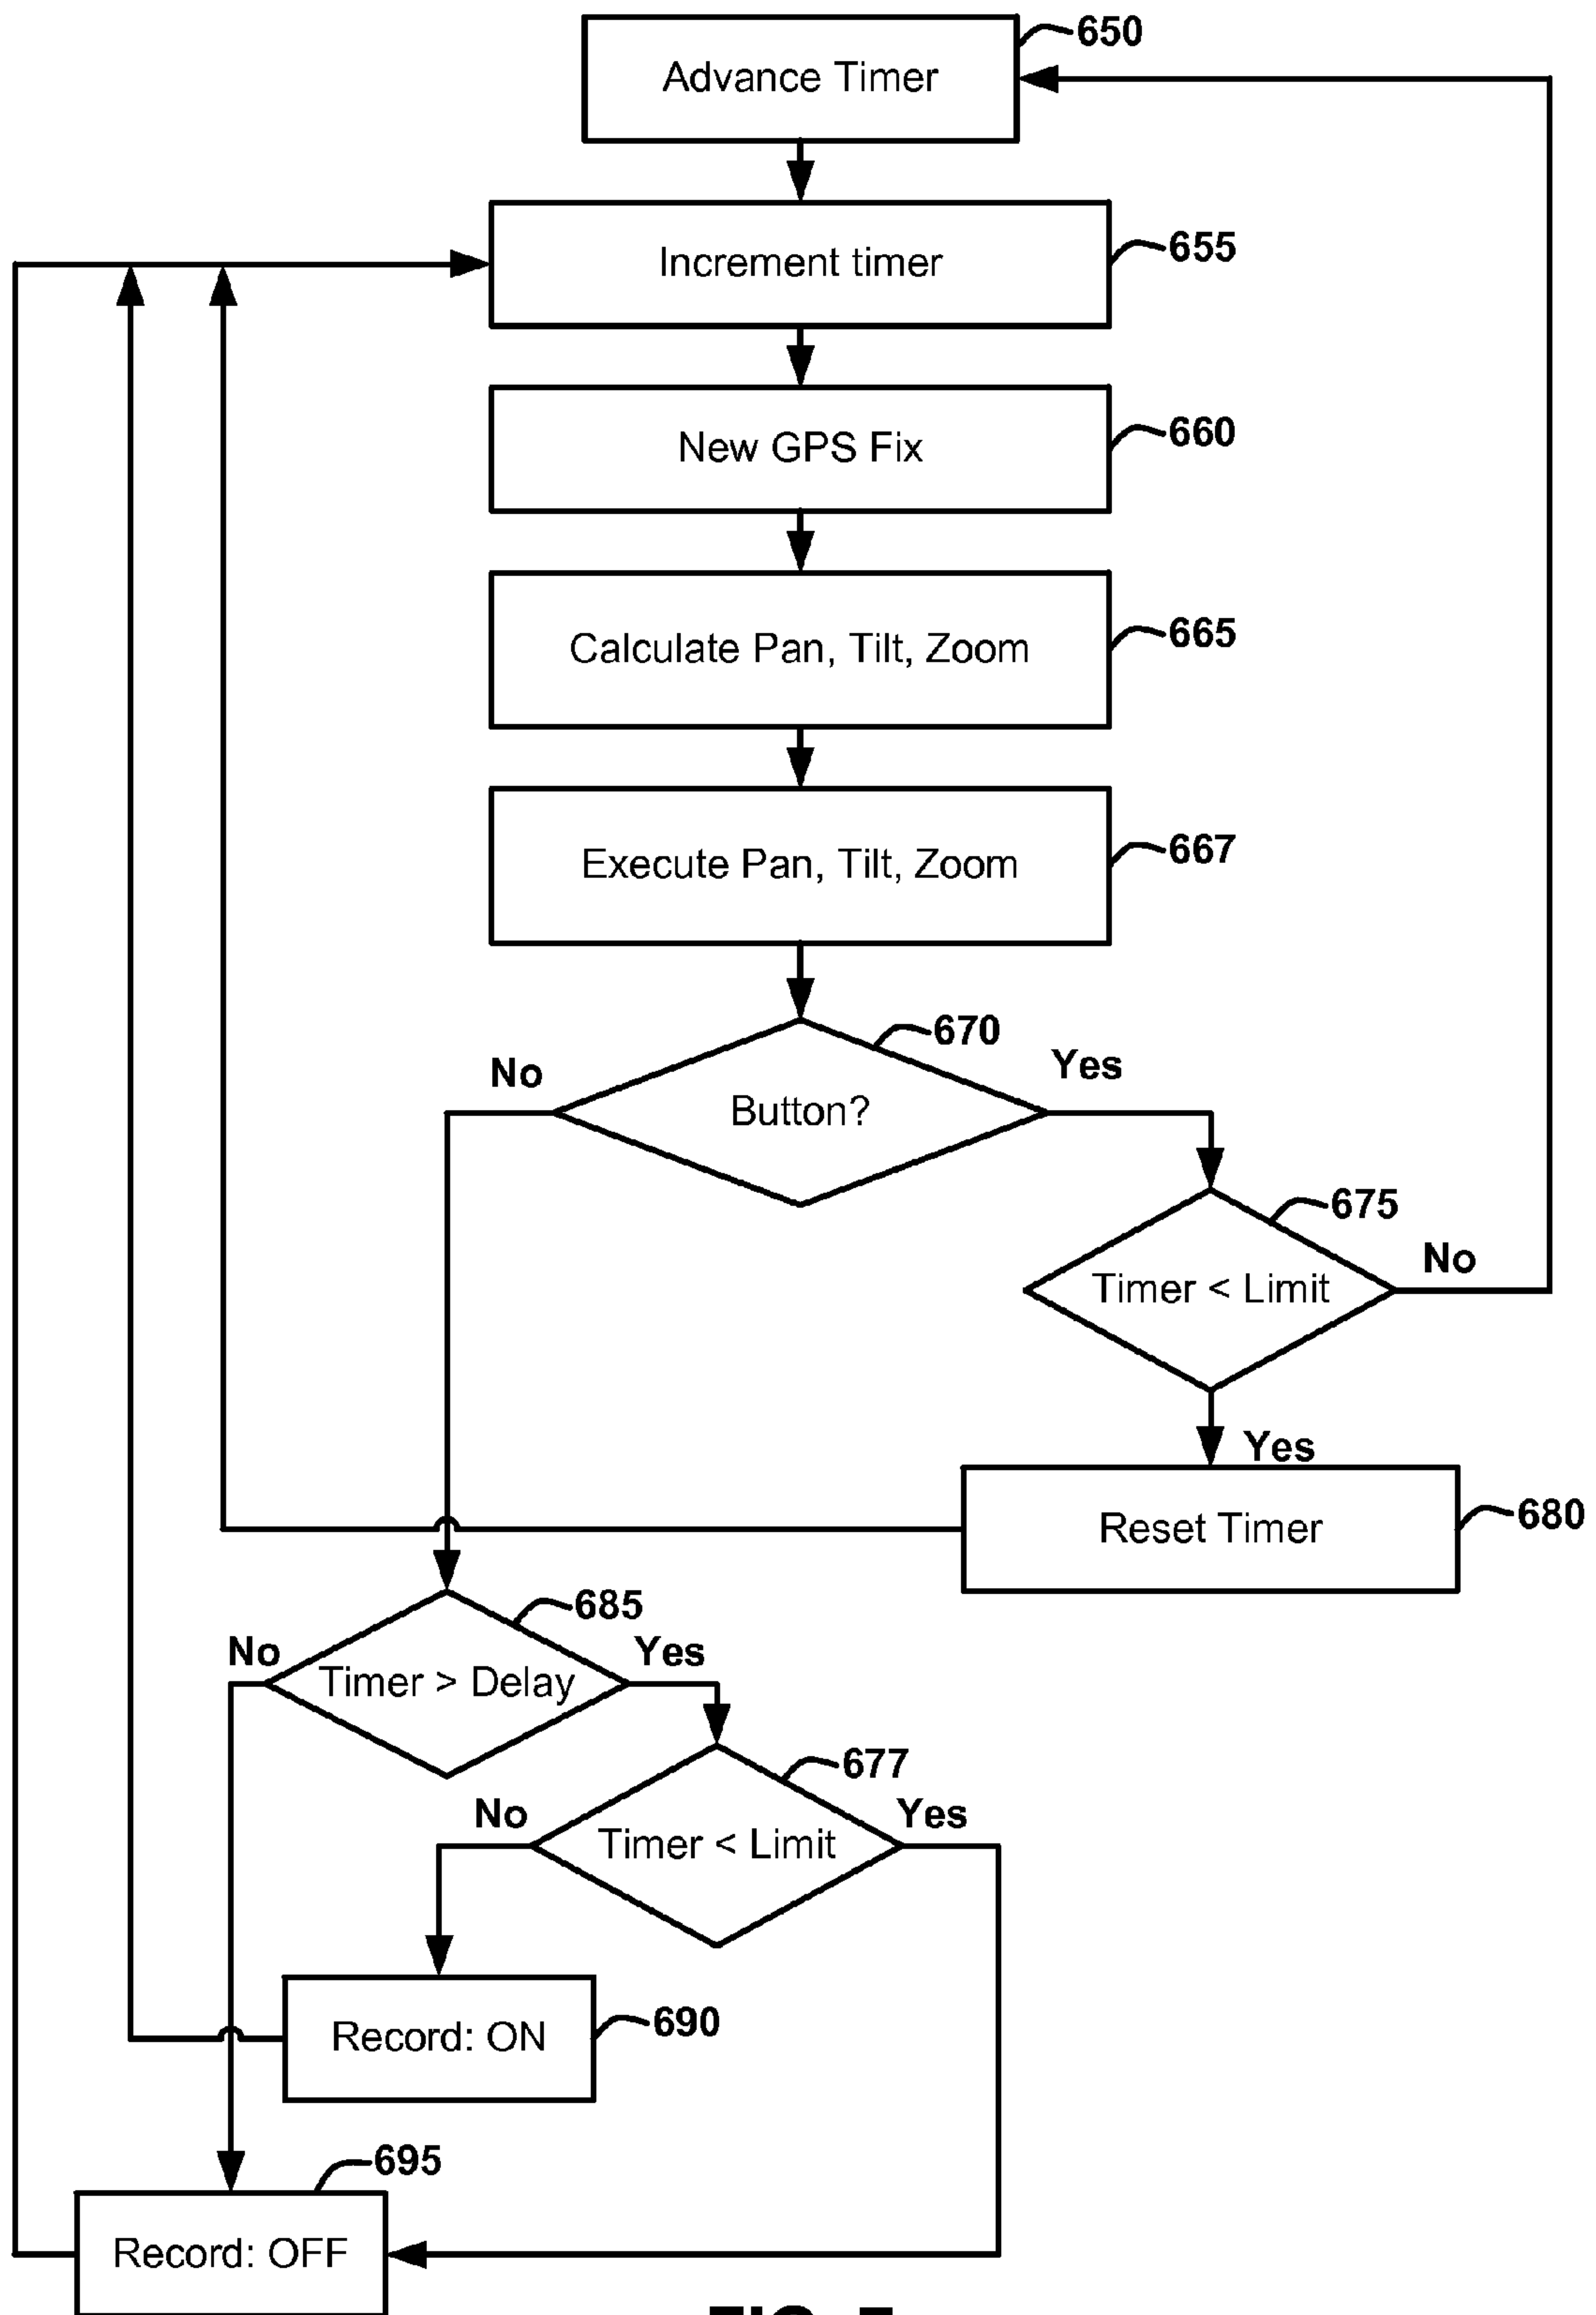 650
Advance Timer
Increment timer
655
New GPS Fix
660
Calculate Pan, Tilt, Zoom
665
Execute Pan, Tilt, Zoom
667
670
No
Yes
Button?
675
No
Timer < Limit
Yes
Reset Timer
680
685
No
Yes
Timer > Delay
677
No
Yes
Timer < Limit
Record: ON
690
695
Record: OFF